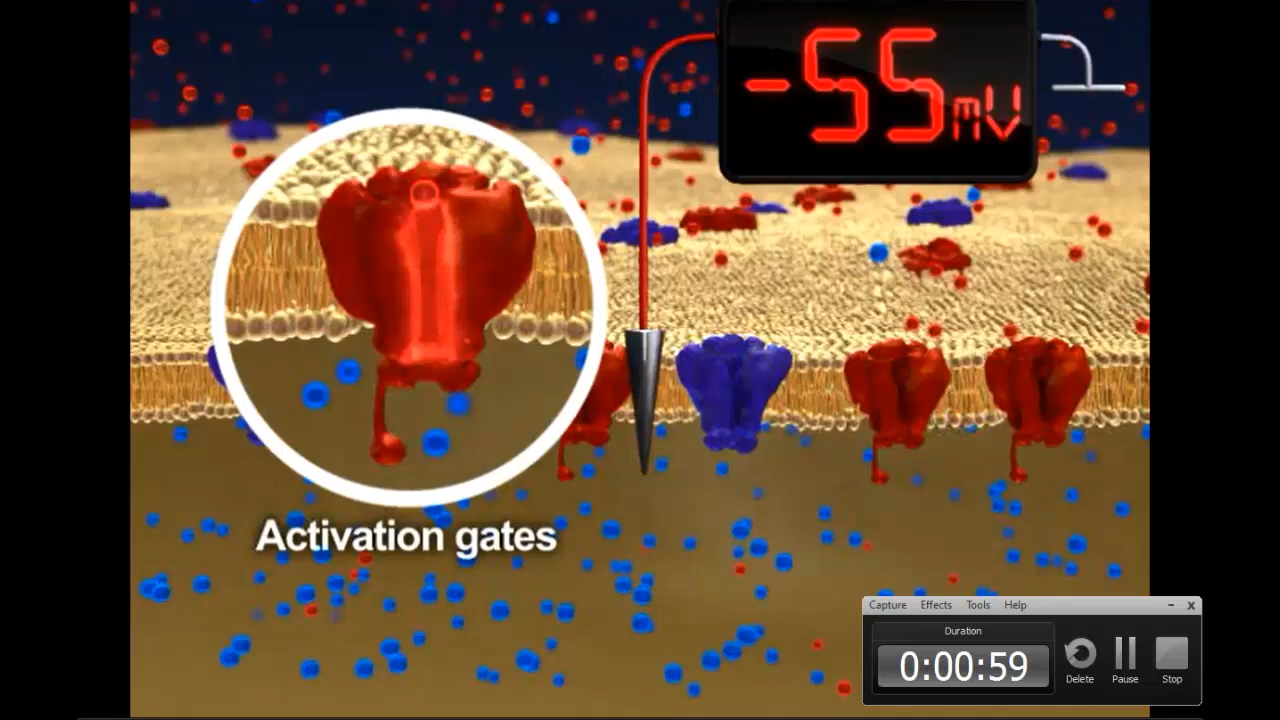 -55mV
Activation gates
Capture Effects Tools Help
Duration
0:00:59
Delete Pause Stop